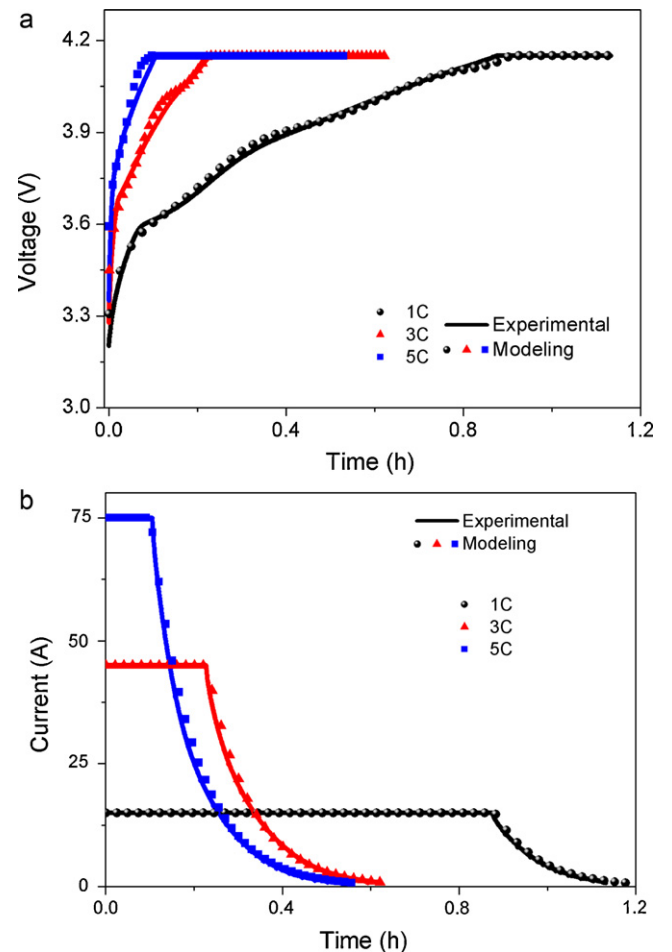 a
4.2
3.9
3.6
3.3
3.0
Voltage (V)
1C
3C
5C
Experimental
Modeling
0.0
0.4
0.8
1.2
Time (h)
b
75
50
25
0
Current (A)
Experimental
Modeling
1C
3C
5C
0.0
0.4
0.8
1.2
Time (h)